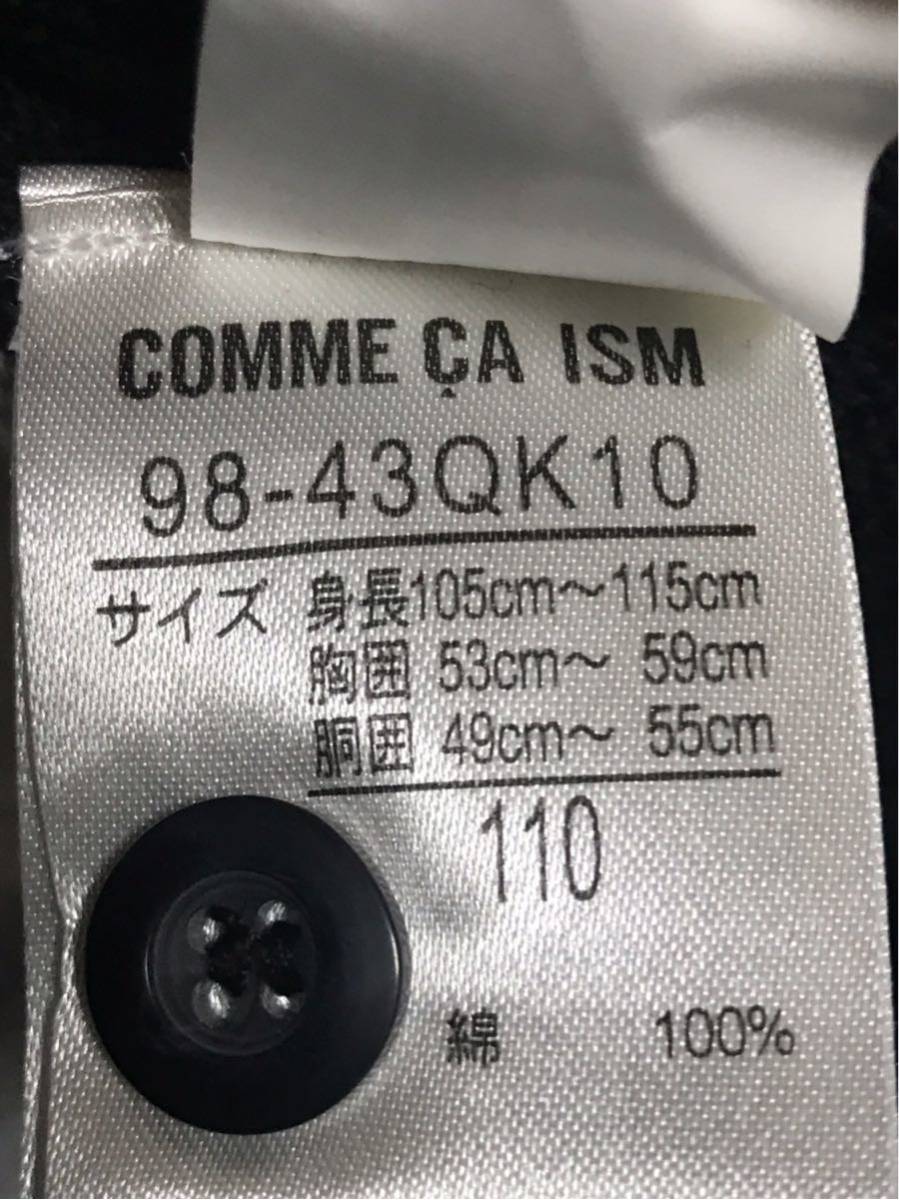 COMME ÇA ISM
98-43QK10
サイズ 身長105cm～115cm
胸囲 53cm～ 59cm
胴囲 49cm～ 55cm
110
綿 100%